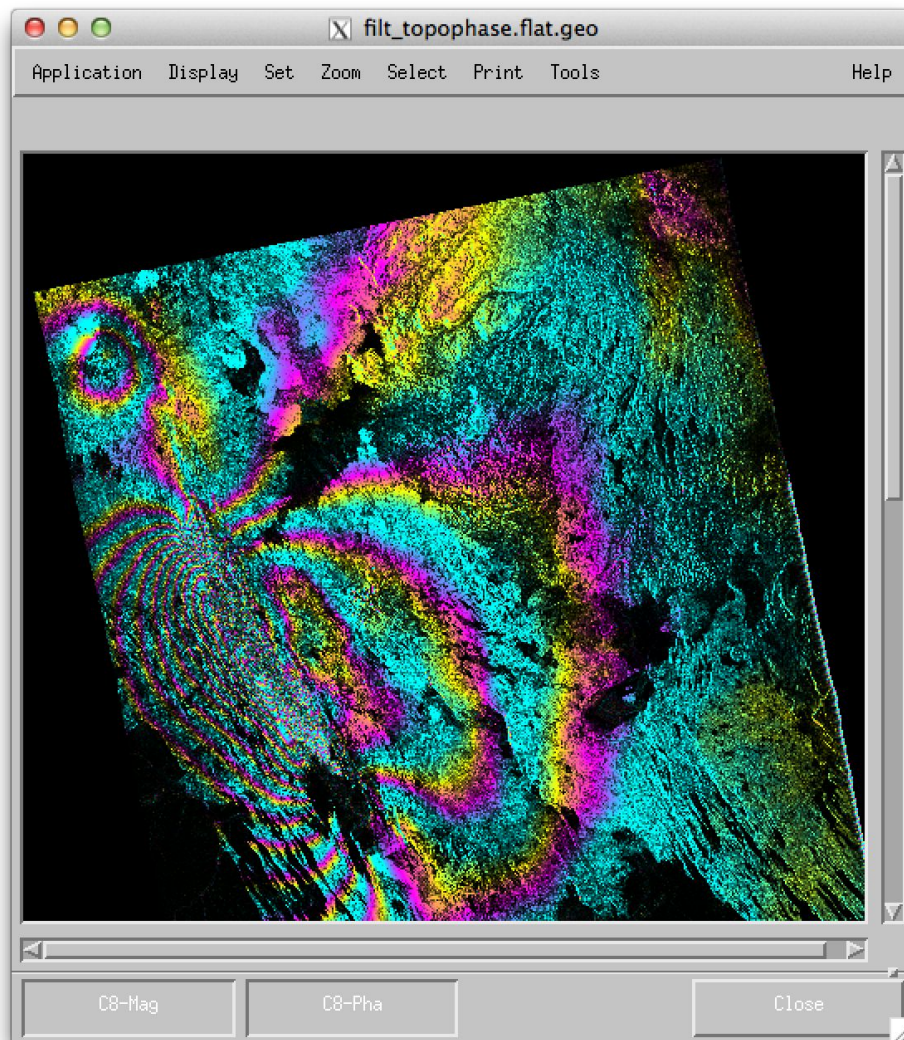 filt_topophase.flat.geo
Application Display Set Zoom Select Print Tools Help
C8-Mag C8-Pha Close